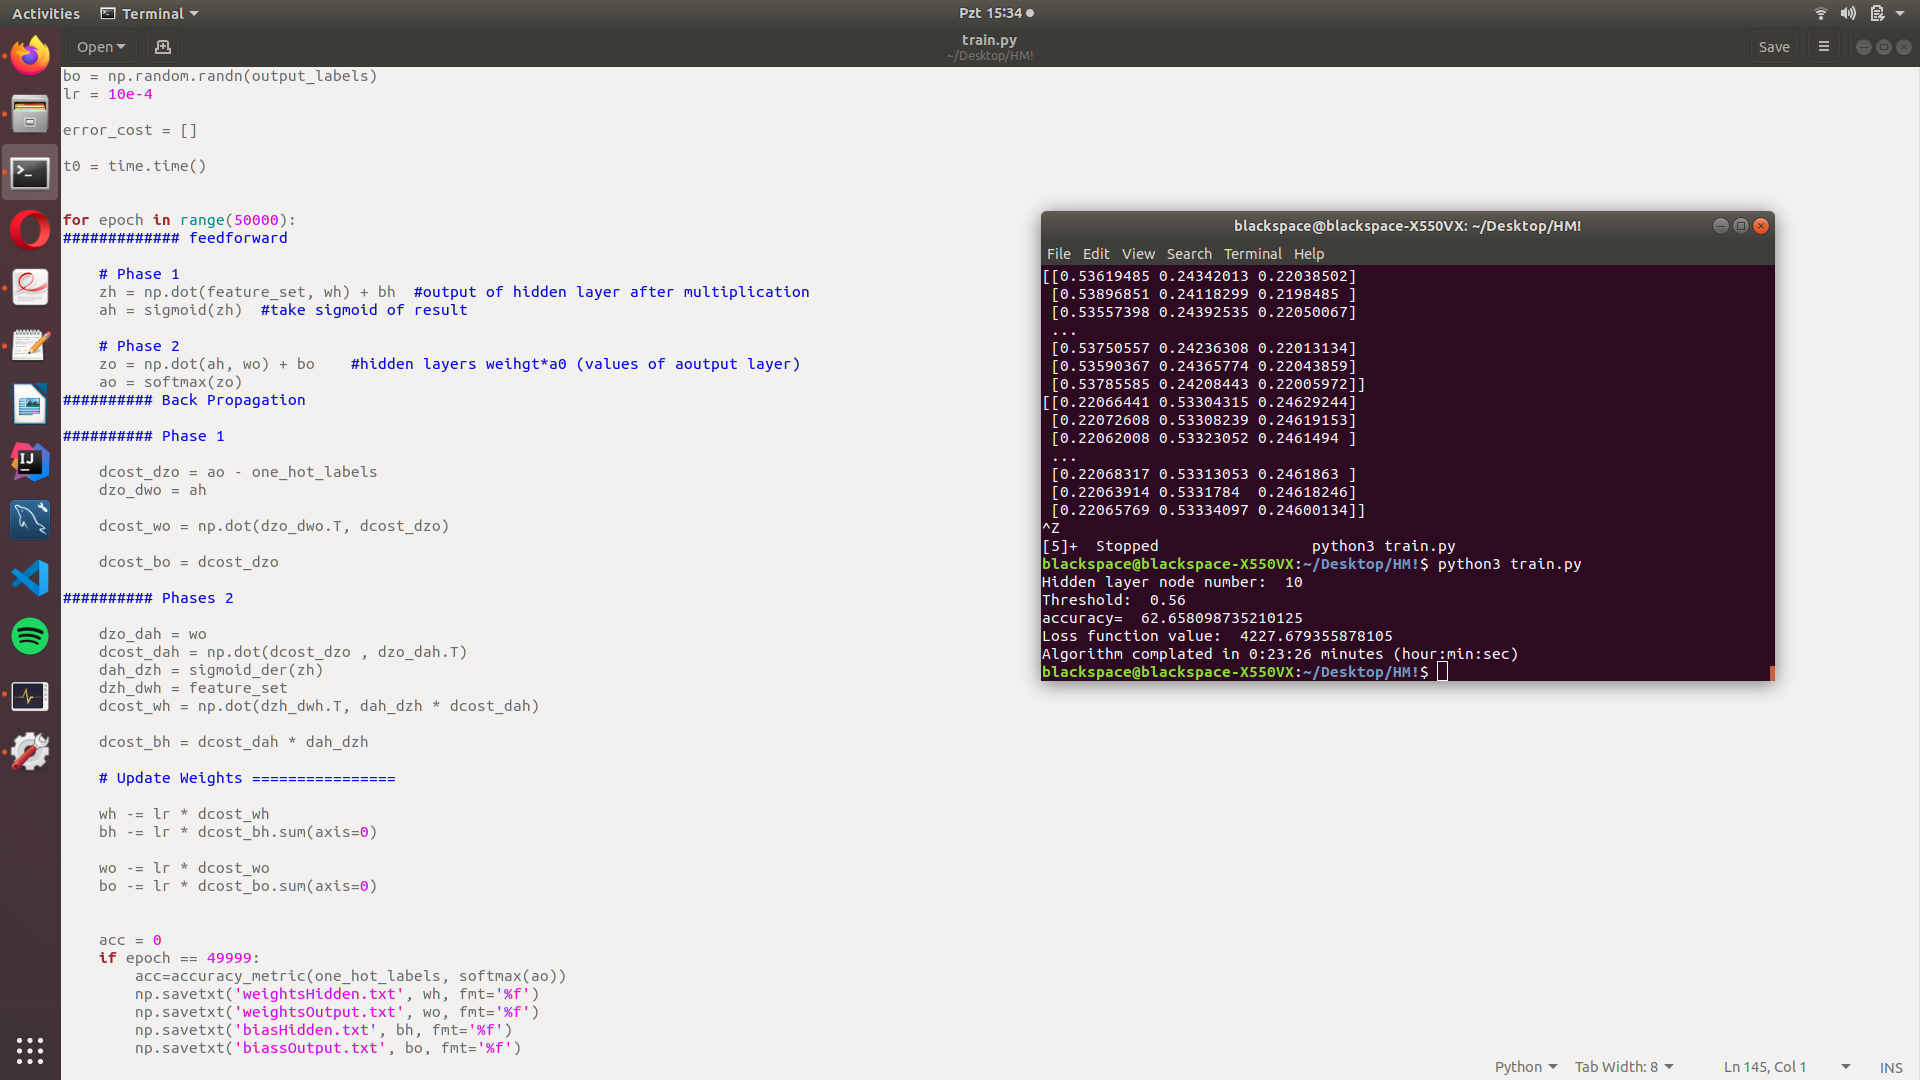 Activities
Terminal
Pzt 15:34
Open
train.py
~/Desktop/HM!
Save
bo = np.random.randn(output_labels)
lr = 10e-4
error_cost = []
t0 = time.time()
for epoch in range(50000):
############# feedforward
# Phase 1
zh = np.dot(feature_set, wh) + bh  #output of hidden layer after multiplication
ah = sigmoid(zh)  #take sigmoid of result
# Phase 2
zo = np.dot(ah, wo) + bo    #hidden layers weihgt*a0 (values of aoutput layer)
ao = softmax(zo)
########## Back Propagation
########## Phase 1
dcost_dzo = ao - one_hot_labels
dzo_dwo = ah
dcost_wo = np.dot(dzo_dwo.T, dcost_dzo)
dcost_bo = dcost_dzo
########## Phases 2
dzo_dah = wo
dcost_dah = np.dot(dcost_dzo , dzo_dah.T)
dah_dzh = sigmoid_der(zh)
dzh_dwh = feature_set
dcost_wh = np.dot(dzh_dwh.T, dah_dzh * dcost_dah)
dcost_bh = dcost_dah * dah_dzh
# Update Weights ================
wh -= lr * dcost_wh
bh -= lr * dcost_bh.sum(axis=0)
wo -= lr * dcost_wo
bo -= lr * dcost_bo.sum(axis=0)
acc = 0
if epoch == 49999:
acc=accuracy_metric(one_hot_labels, softmax(ao))
np.savetxt('weightsHidden.txt', wh, fmt='%f')
np.savetxt('weightsOutput.txt', wo, fmt='%f')
np.savetxt('biasHidden.txt', bh, fmt='%f')
np.savetxt('biassOutput.txt', bo, fmt='%f')
blackspace@blackspace-X550VX: ~/Desktop/HM!
File Edit View Search Terminal Help
[[0.53619485 0.24342013 0.22038502]
[0.53896851 0.24118299 0.2198485 ]
[0.53557398 0.24392535 0.22050067]
...
[0.53750557 0.24236308 0.22013134]
[0.53590367 0.24365774 0.22043859]
[0.53785585 0.24208443 0.22005972]]
[[0.22066441 0.53304315 0.24629244]
[0.22072608 0.53308239 0.24619153]
[0.22062008 0.53323052 0.2461494 ]
...
[0.22068317 0.53313053 0.2461863 ]
[0.22063914 0.5331784  0.24618246]
[0.22065769 0.53334097 0.24600134]]
^Z
[5]+  Stopped                 python3 train.py
blackspace@blackspace-X550VX:~/Desktop/HM!$ python3 train.py
Hidden layer node number:  10
Threshold:  0.56
accuracy=  62.658098735210125
Loss function value:  4227.679355878105
Algorithm complated in 0:23:26 minutes (hour:min:sec)
blackspace@blackspace-X550VX:~/Desktop/HM!$
IJ
Python
Tab Width: 8
Ln 145, Col 1
INS